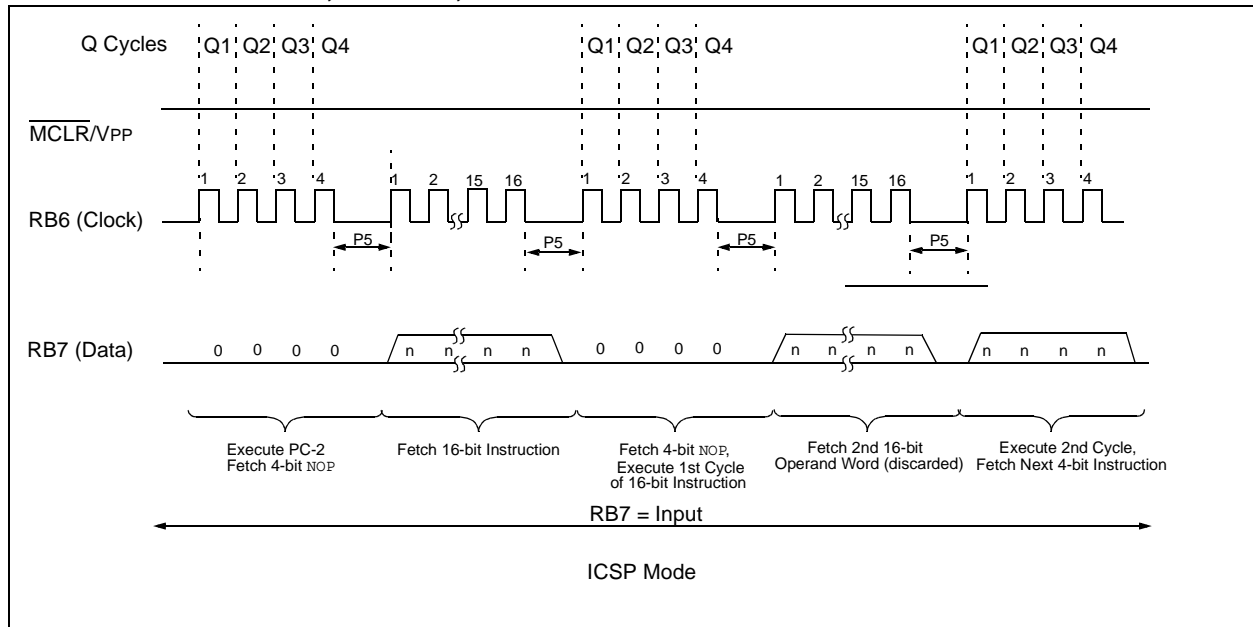 Q Cycles Q1 Q2 Q3 Q4 Q1 Q2 Q3 Q4 Q1 Q2 Q3 Q4
MCLR/VPP
1 2 3 4 1 2 15 16 1 2 3 4 1 2 15 16 1 2 3 4
RB6 (Clock)
P5 P5 P5 P5
RB7 (Data) 0 0 0 0 n n n n 0 0 0 0 n n n n n n n n
Execute PC-2
Fetch 4-bit NOP
Fetch 16-bit Instruction
Fetch 4-bit NOP,
Execute 1st Cycle
of 16-bit Instruction
Fetch 2nd 16-bit
Operand Word (discarded)
Execute 2nd Cycle,
Fetch Next 4-bit Instruction
RB7 = Input
ICSP Mode